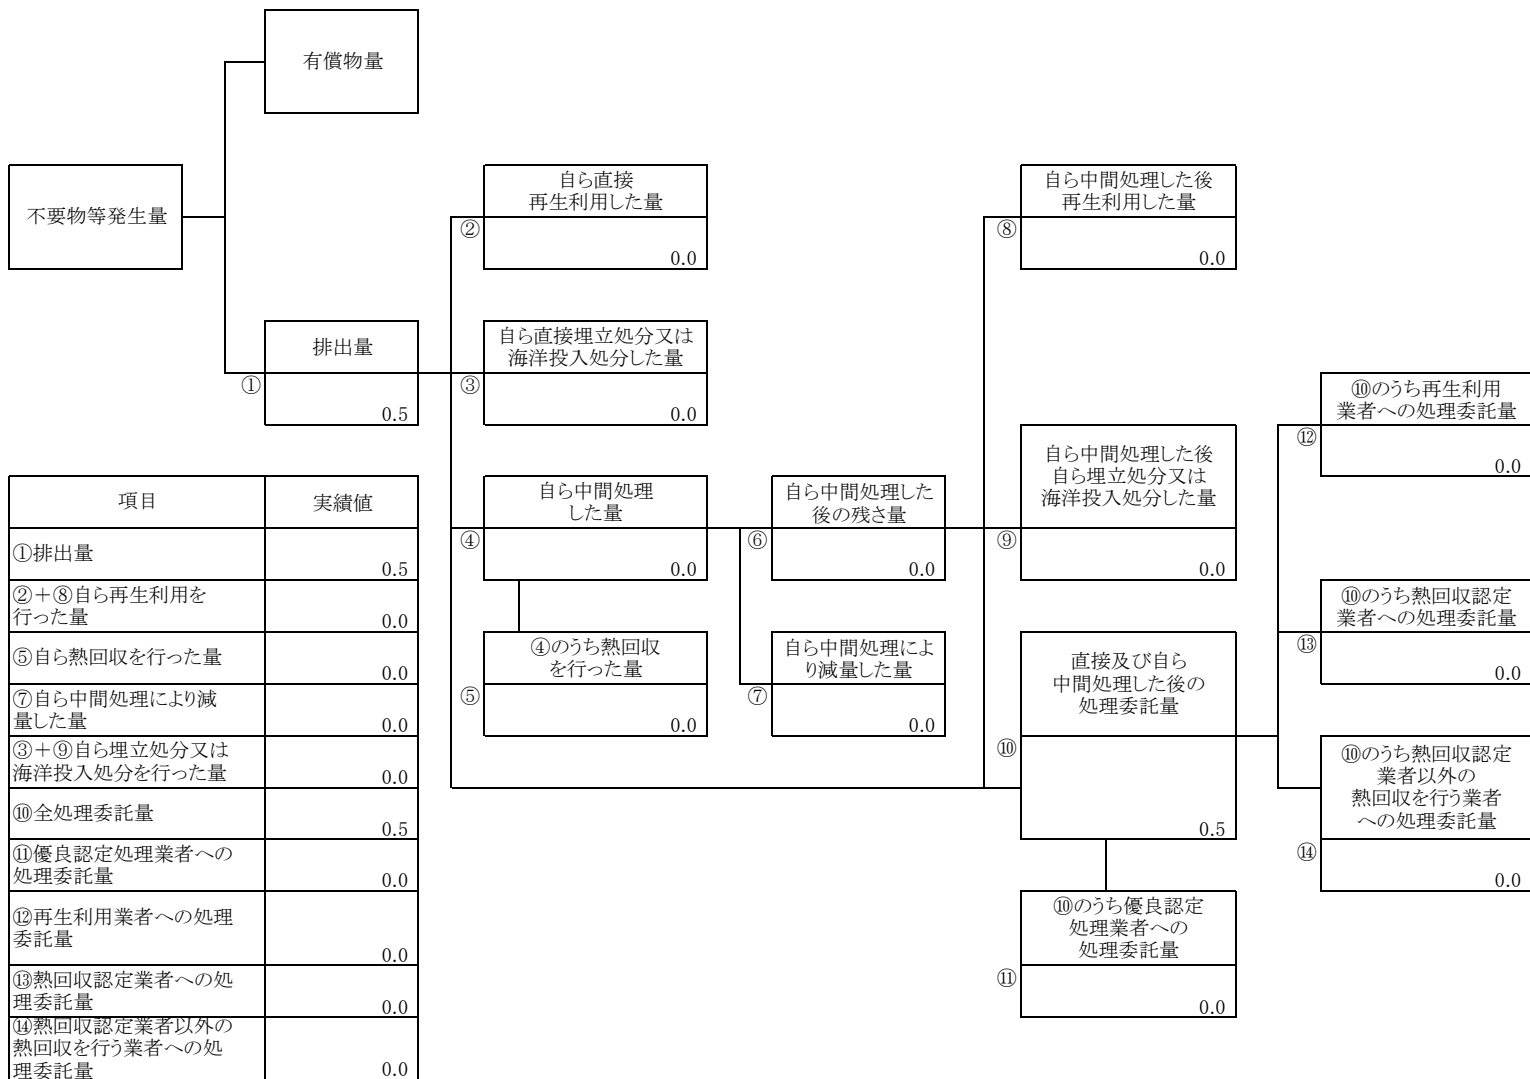 有償物量
不要物等発生量
排出量
①
0.5
自ら直接
再生利用した量
②
0.0
自ら直接埋立処分又は
海洋投入処分した量
③
0.0
自ら中間処理
した量
④
0.0
④のうち熱回収
を行った量
⑤
0.0
自ら中間処理した
後の残さ量
⑥
0.0
自ら中間処理によ
り減量した量
⑦
0.0
自ら中間処理した後
再生利用した量
⑧
0.0
自ら中間処理した後
自ら埋立処分又は
海洋投入処分した量
⑨
0.0
直接及び自ら
中間処理した後の
処理委託量
⑩
0.5
⑩のうち優良認定
処理業者への
処理委託量
⑪
0.0
⑩のうち再生利用
業者への処理委託量
⑫
0.0
⑩のうち熱回収認定
業者への処理委託量
⑬
0.0
⑩のうち熱回収認定
業者以外の
熱回収を行う業者
への処理委託量
⑭
0.0
項目 実績値
①排出量
0.5
②+⑧自ら再生利用を
行った量
0.0
⑤自ら熱回収を行った量
0.0
⑦自ら中間処理により減
量した量
0.0
③+⑨自ら埋立処分又は
海洋投入処分を行った量
0.0
⑩全処理委託量
0.5
⑪優良認定処理業者への
処理委託量
0.0
⑫再生利用業者への処理
委託量
0.0
⑬熱回収認定業者への処
理委託量
0.0
⑭熱回収認定業者以外の
熱回収を行う業者への処
理委託量
0.0